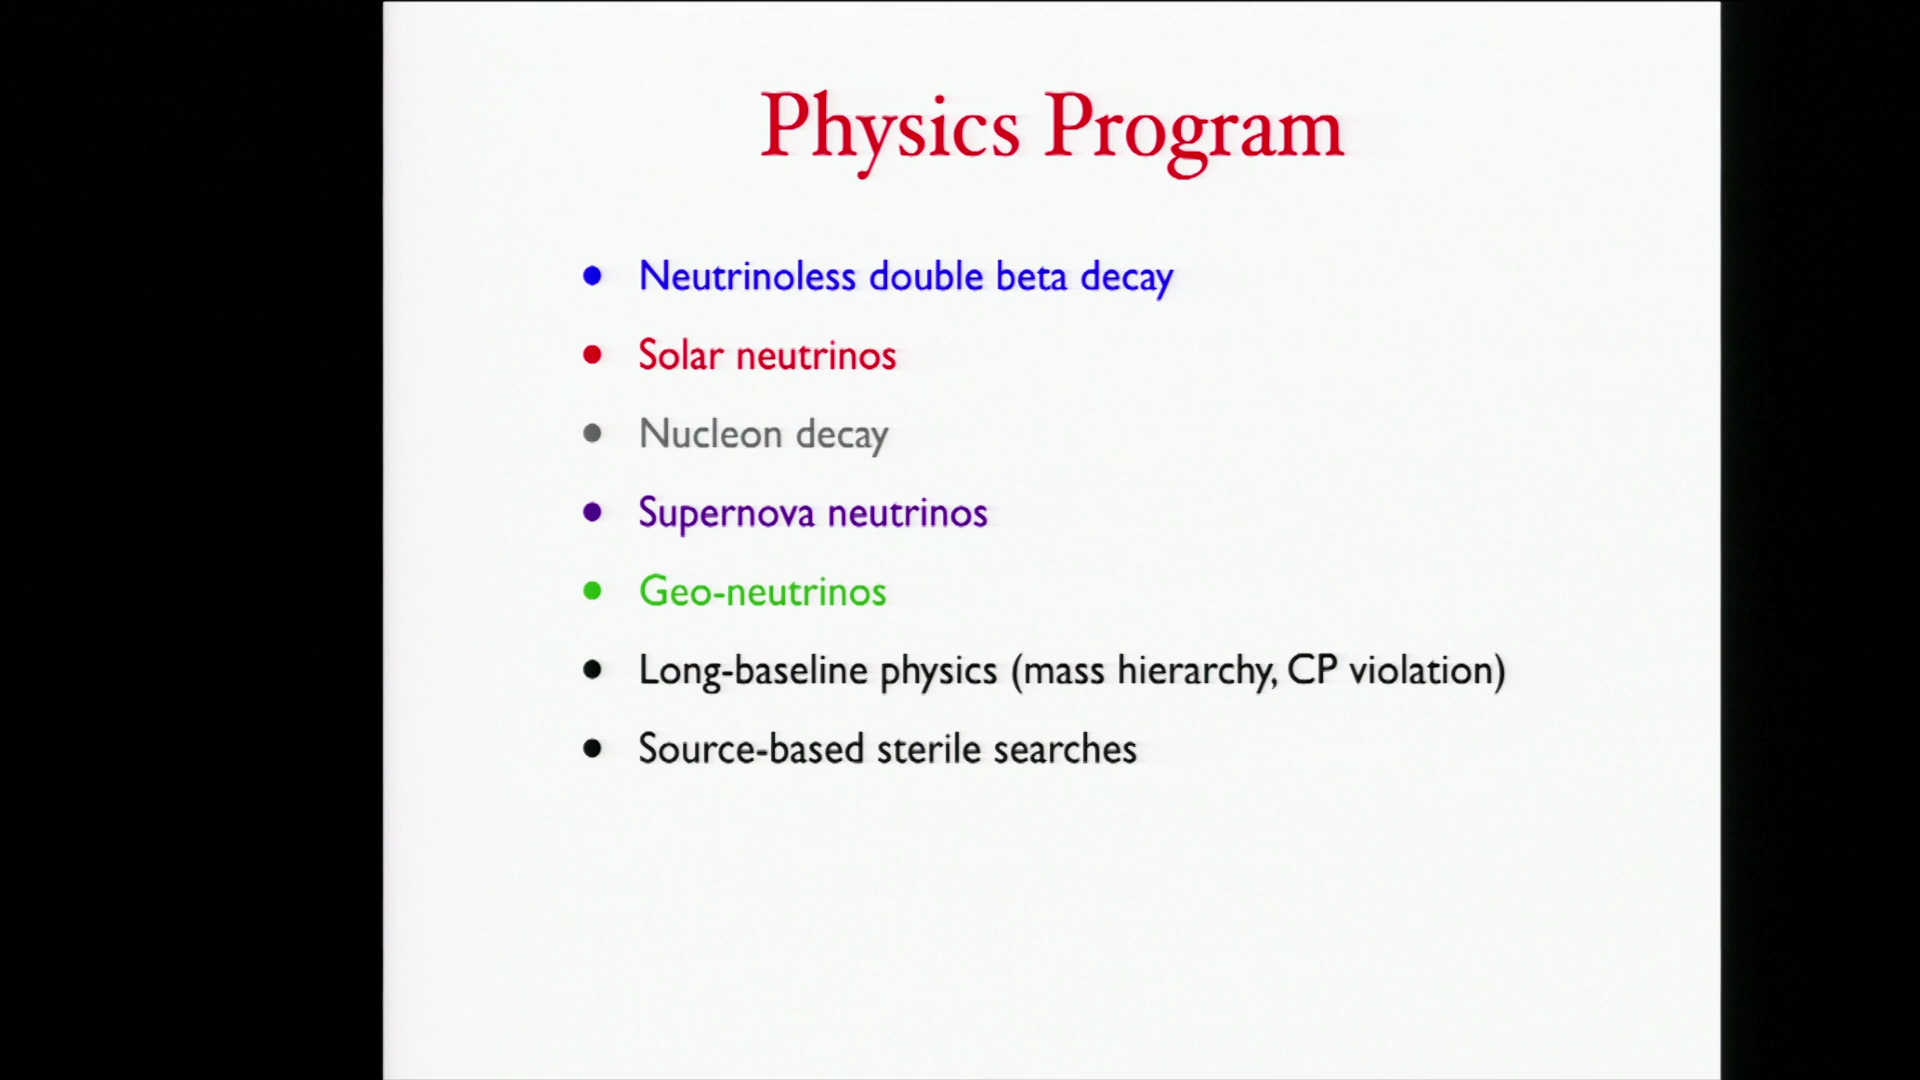 Physics Program
• Neutrinoless double beta decay
• Solar neutrinos
• Nucleon decay
• Supernova neutrinos
• Geo-neutrinos
• Long-baseline physics (mass hierarchy, CP violation)
• Source-based sterile searches